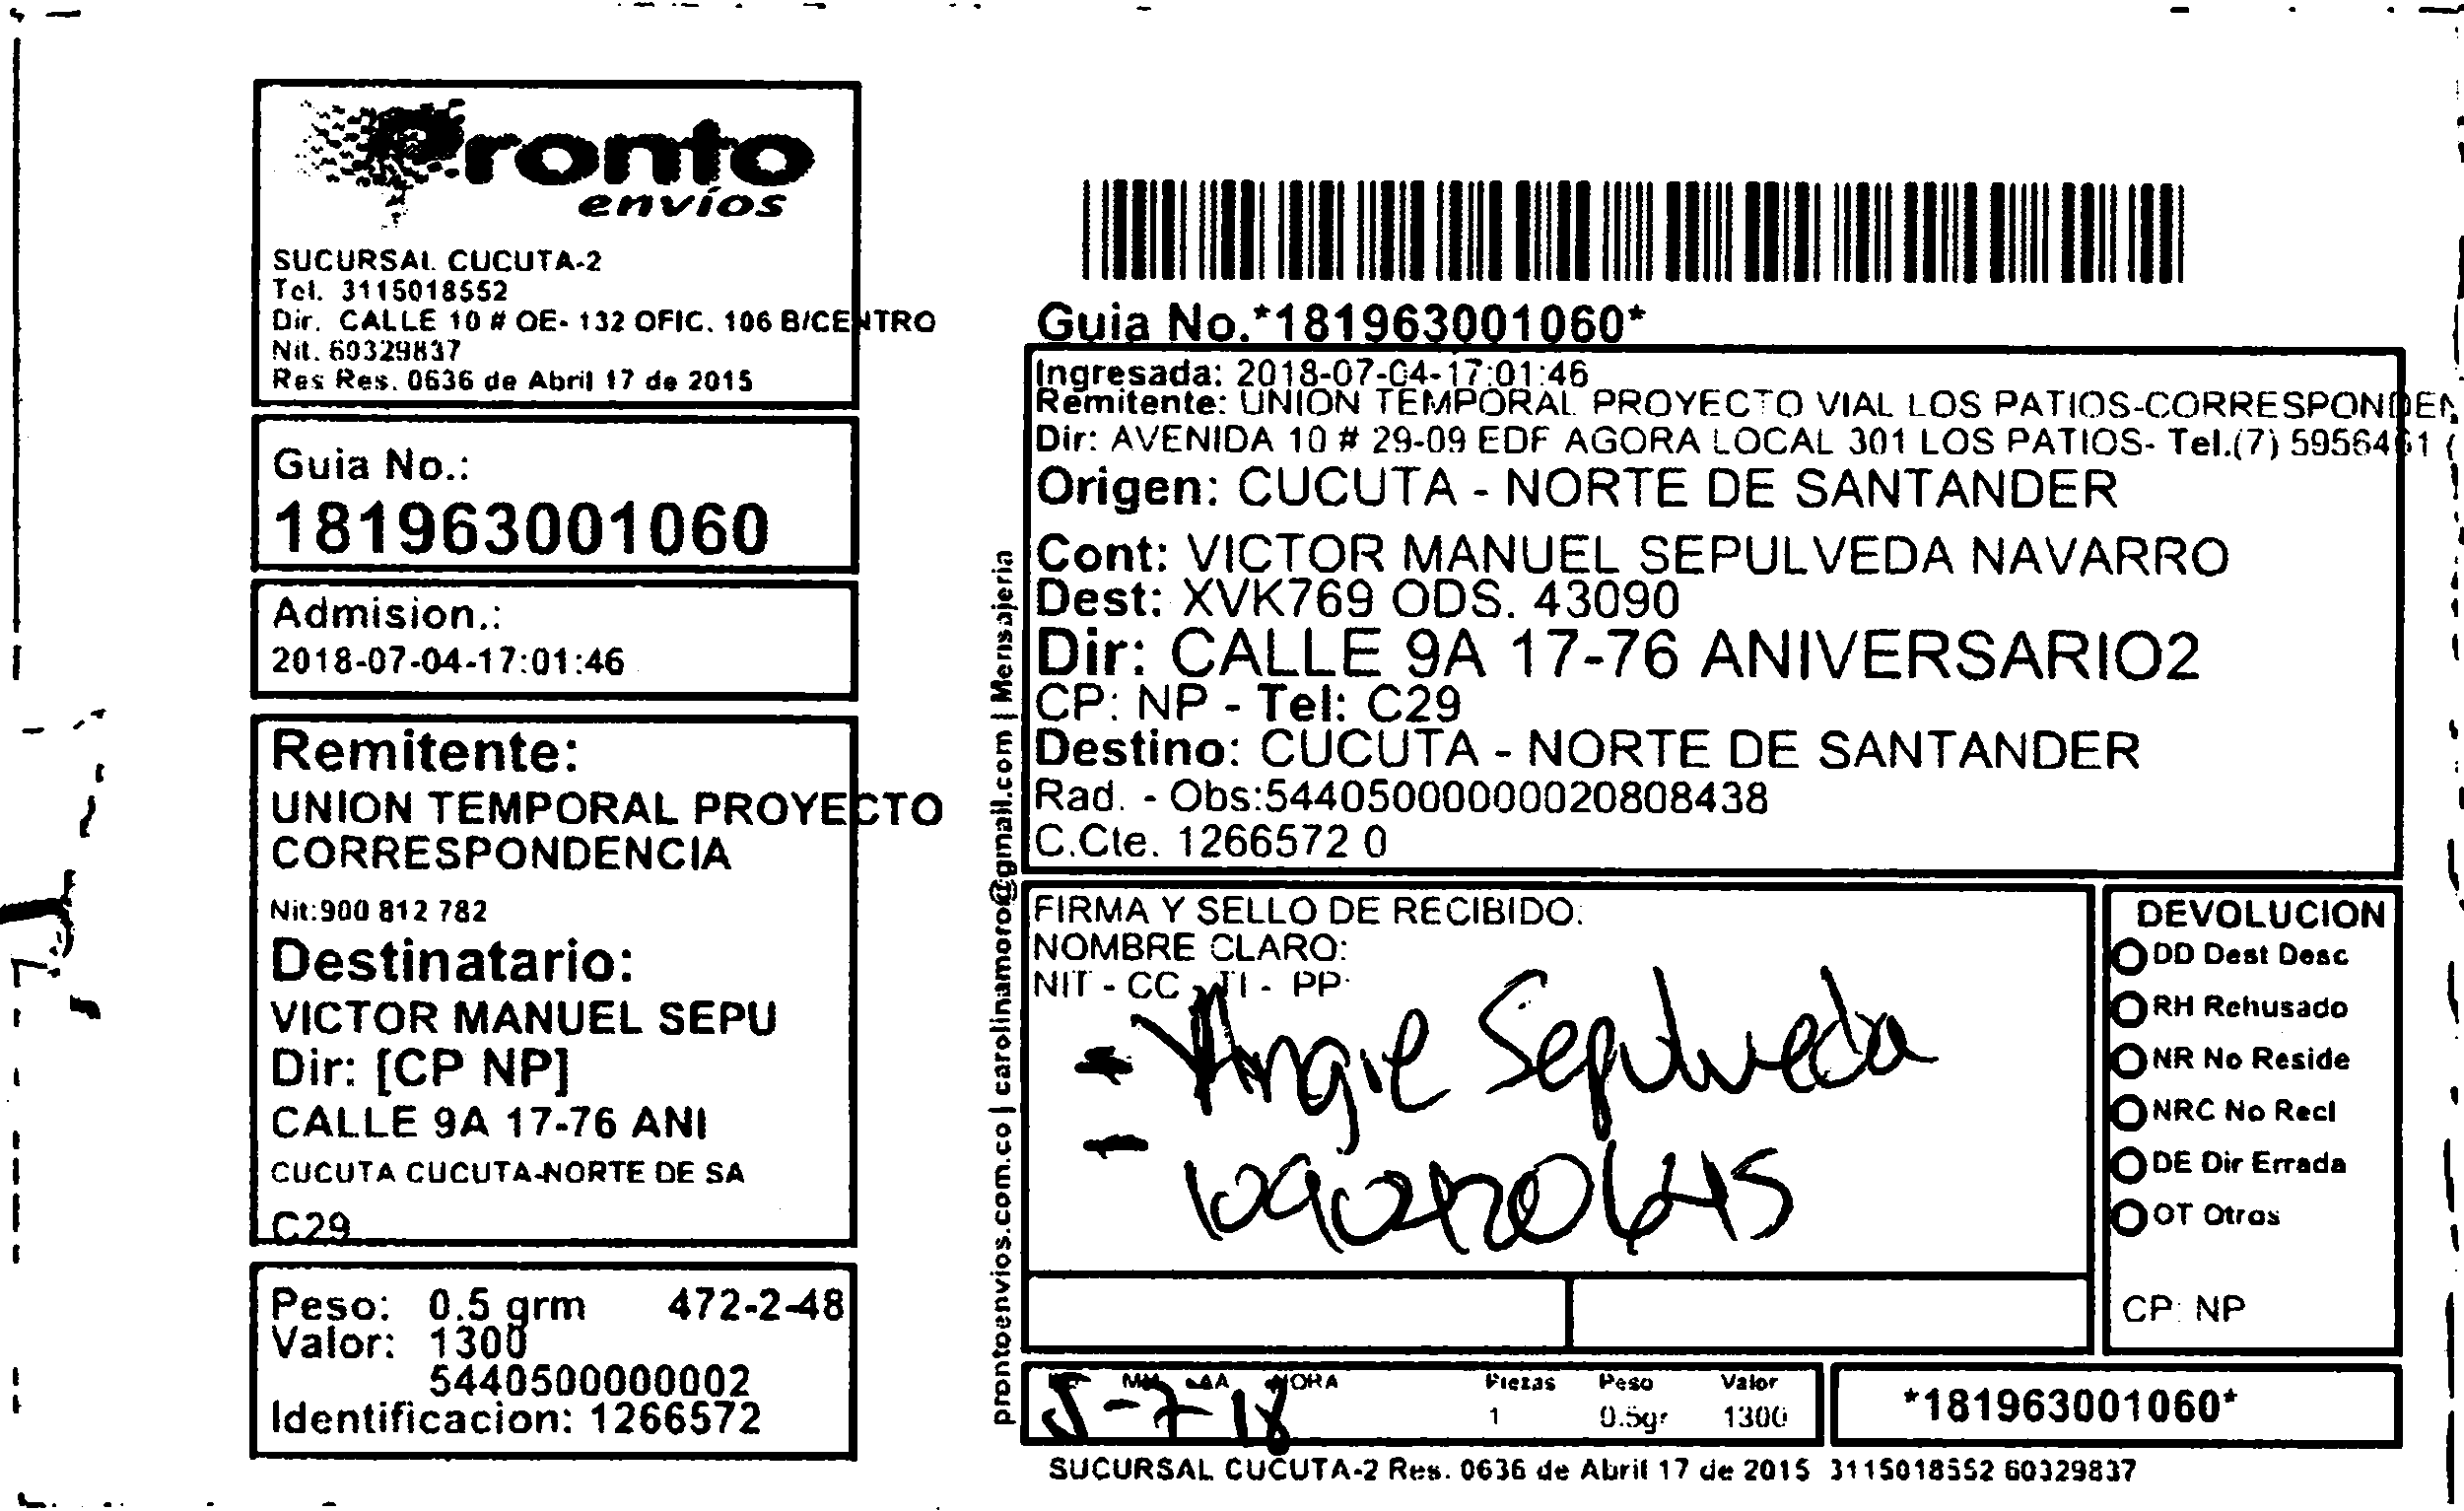 Pronto
envíos
SUCURSAL CUCUTA-2
Tel. 3115018552
Dir. CALLE 10 # OE- 132 OFIC. 106 B/CENTRO
Nit. 60329837
Res Res. 0636 de Abril 17 de 2015
Guia No.:
181963001060
Admision.:
2018-07-04-17:01:46
Remitente:
UNION TEMPORAL PROYECTO
CORRESPONDENCIA
Nit:900 812 782
Destinatario:
VICTOR MANUEL SEPU
Dir: [CP NP]
CALLE 9A 17-76 ANI
CUCUTA CUCUTA-NORTE DE SA
C29
Peso: 0.5 grm 472-2-48
Valor: 1300
5440500000002
Identificacion: 1266572
prontoenvios.com.co | carolinamoro@gmail.com | Mensajeria
Guia No.*181963001060*
Ingresada: 2018-07-04-17:01:46
Remitente: UNION TEMPORAL PROYECTO VIAL LOS PATIOS-CORRESPONDEN
Dir: AVENIDA 10 # 29-09 EDF AGORA LOCAL 301 LOS PATIOS- Tel.(7) 5956461 (
Origen: CUCUTA - NORTE DE SANTANDER
Cont: VICTOR MANUEL SEPULVEDA NAVARRO
Dest: XVK769 ODS. 43090
Dir: CALLE 9A 17-76 ANIVERSARIO2
CP: NP - Tel: C29
Destino: CUCUTA - NORTE DE SANTANDER
Rad. - Obs:544050000000020808438
C.Cte. 1266572 0
FIRMA Y SELLO DE RECIBIDO:
NOMBRE CLARO:
NIT - CC - TI - PP:
Angie Sepulveda
DEVOLUCION
DD Dest Desc
RH Rehusado
NR No Reside
NRC No Recl
DE Dir Errada
OT Otros
CP: NP
MM AA HORA Piezas Peso Valor
5-7-18 1 0.5gr 1300
*181963001060*
SUCURSAL CUCUTA-2 Res. 0636 de Abril 17 de 2015 3115018552 60329837